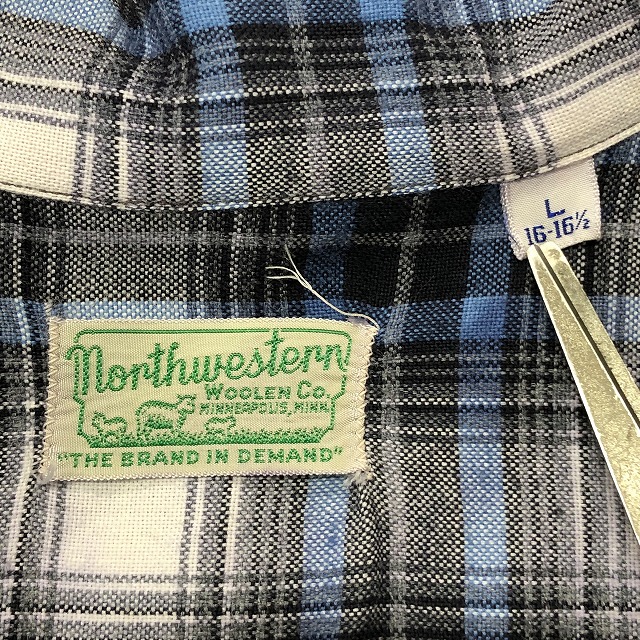 L
16-16½
Northwestern
WOOLEN CO.
MINNEAPOLIS, MINN.
"THE BRAND IN DEMAND"